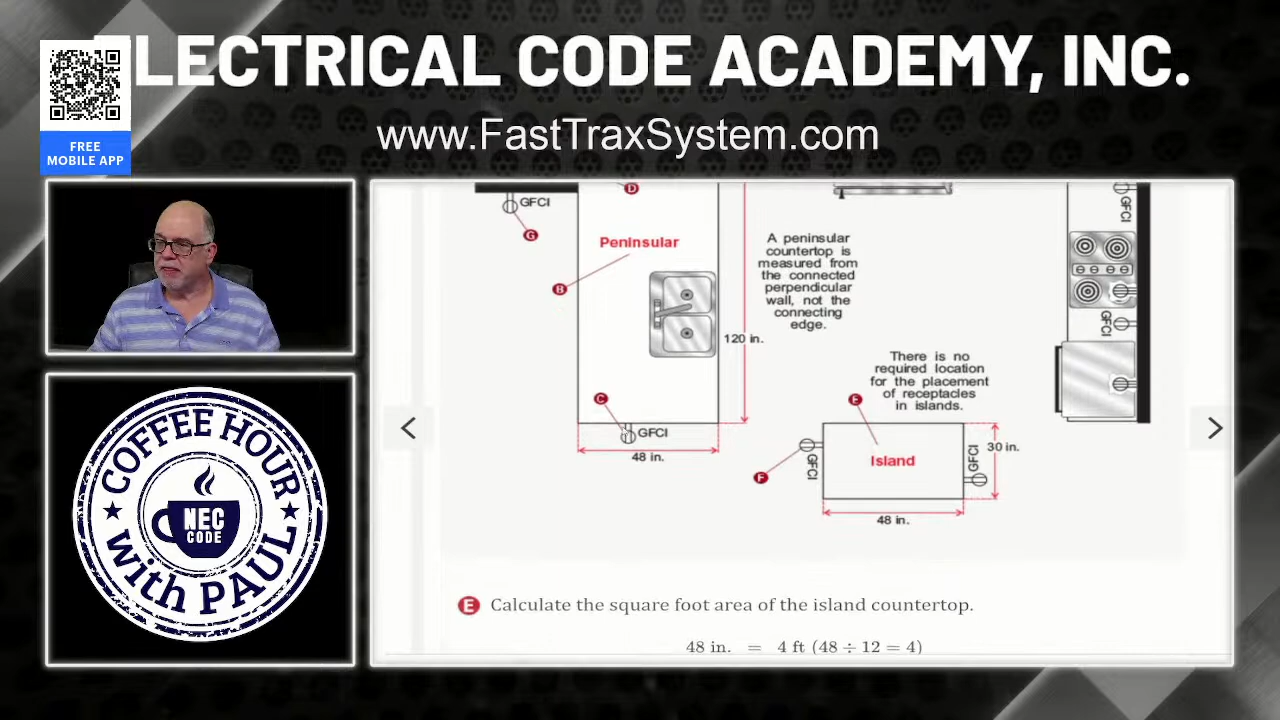 ELECTRICAL CODE ACADEMY, INC.
www.FastTraxSystem.com
FREE
MOBILE APP
COFFEE HOUR
NEC
CODE
with PAUL
D
GFCI
G
Peninsular
B
A peninsular
countertop is
measured from
the connected
perpendicular
wall, not the
connecting
edge.
120 in.
C
GFCI
48 in.
There is no
required location
for the placement
of receptacles
in islands.
E
Island
F
GFCI
GFCI
30 in.
48 in.
GFCI
GFCI
E Calculate the square foot area of the island countertop.
48 in. = 4 ft (48 ÷ 12 = 4)